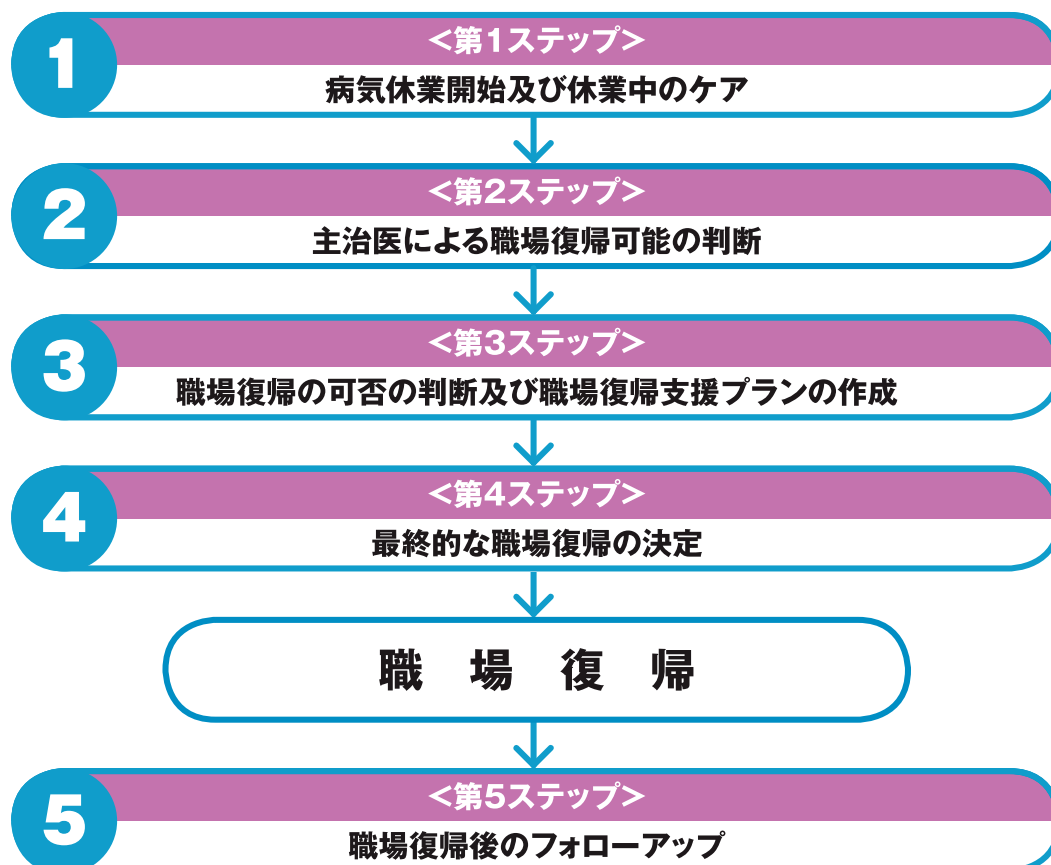 1
<第1ステップ>
病気休業開始及び休業中のケア
2
<第2ステップ>
主治医による職場復帰可能の判断
3
<第3ステップ>
職場復帰の可否の判断及び職場復帰支援プランの作成
4
<第4ステップ>
最終的な職場復帰の決定
職 場 復 帰
5
<第5ステップ>
職場復帰後のフォローアップ